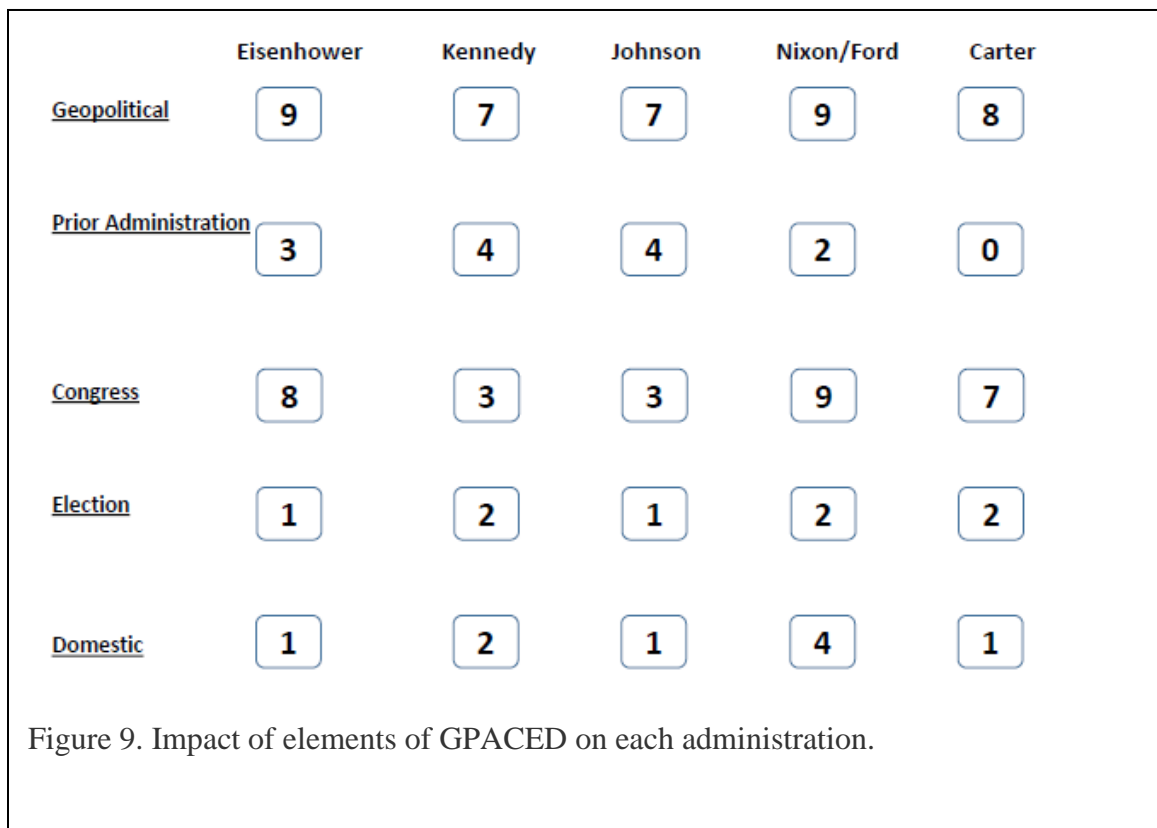 Eisenhower Kennedy Johnson Nixon/Ford Carter
Geopolitical 9 7 7 9 8
Prior Administration 3 4 4 2 0
Congress 8 3 3 9 7
Election 1 2 1 2 2
Domestic 1 2 1 4 1
Figure 9. Impact of elements of GPACED on each administration.